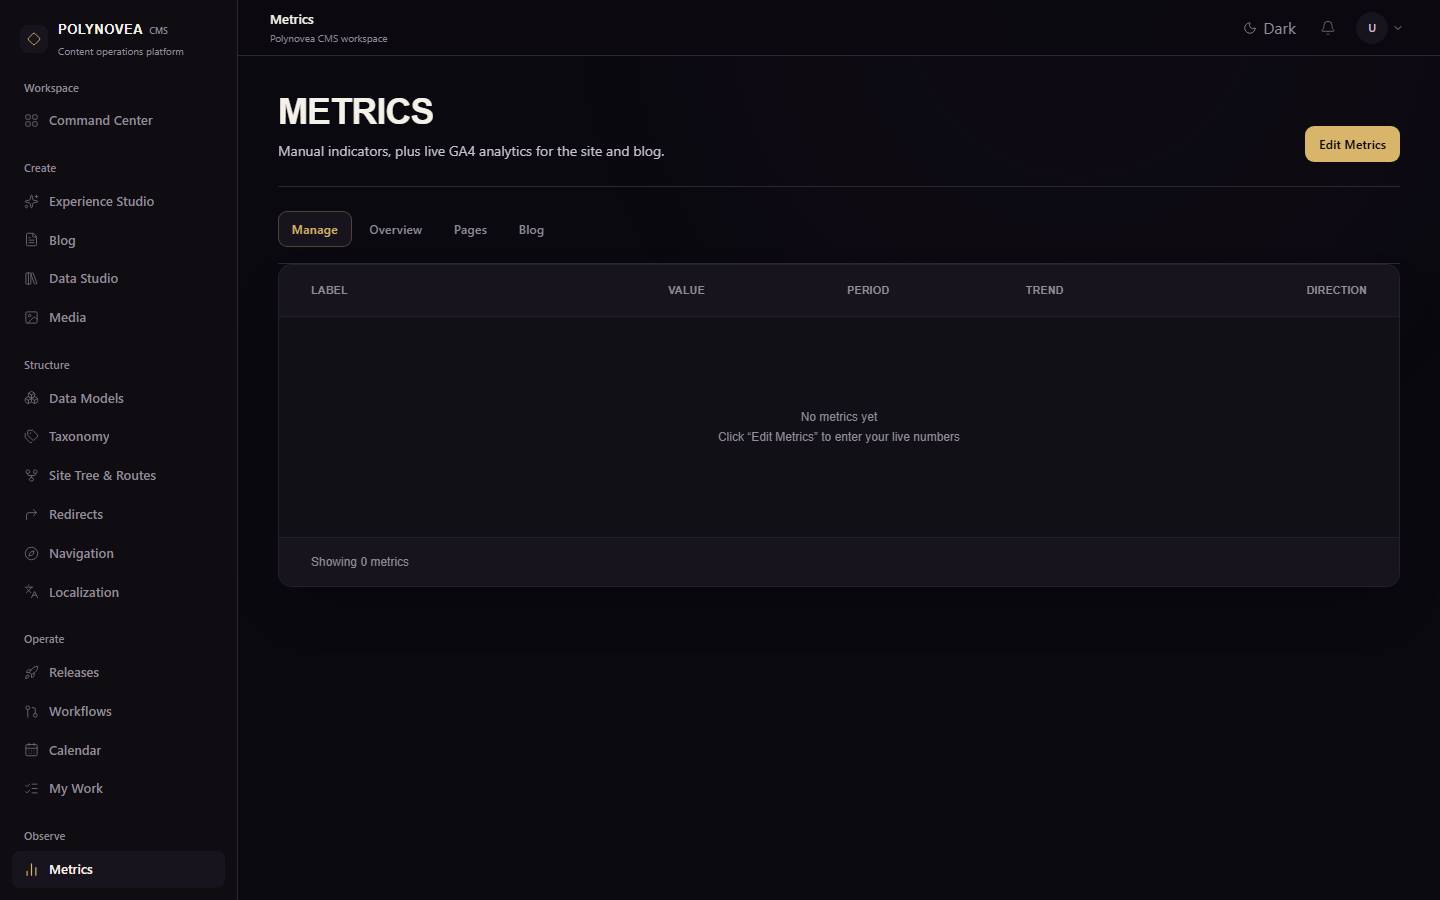 POLYNOVEA CMS
Content operations platform
Workspace
Command Center
Create
Experience Studio
Blog
Data Studio
Media
Structure
Data Models
Taxonomy
Site Tree & Routes
Redirects
Navigation
Localization
Operate
Releases
Workflows
Calendar
My Work
Observe
Metrics
Metrics
Polynovea CMS workspace
Dark
U
METRICS
Manual indicators, plus live GA4 analytics for the site and blog.
Edit Metrics
Manage Overview Pages Blog
LABEL VALUE PERIOD TREND DIRECTION
No metrics yet
Click “Edit Metrics” to enter your live numbers
Showing 0 metrics